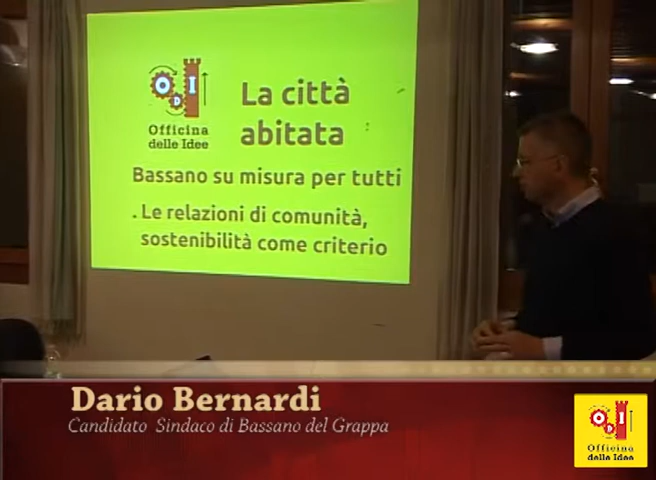 O D I
Officina
delle Idee
La città
abitata
Bassano su misura per tutti
. Le relazioni di comunità,
sostenibilità come criterio
Dario Bernardi
Candidato Sindaco di Bassano del Grappa
O D I
Officina
delle Idee